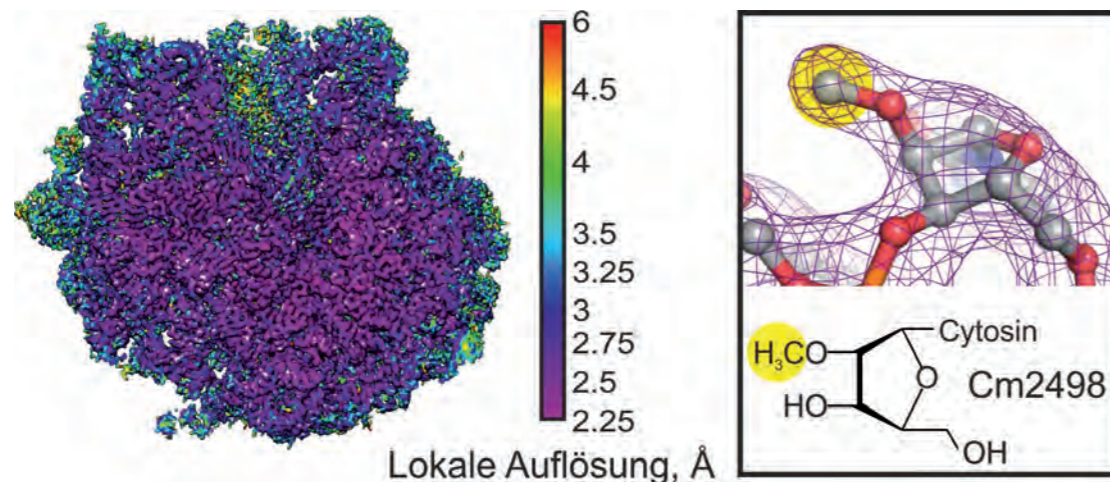 6
4.5
4
3.5
3.25
3
2.75
2.5
2.25
Lokale Auflösung, Å
H₃CO
Cytosin
O
Cm2498
HO
OH